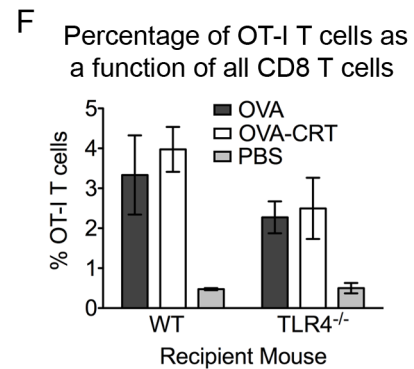 F
Percentage of OT-I T cells as
a function of all CD8 T cells
% OT-I T cells
5
4
3
2
1
0
OVA
OVA-CRT
PBS
WT
TLR4-/-
Recipient Mouse